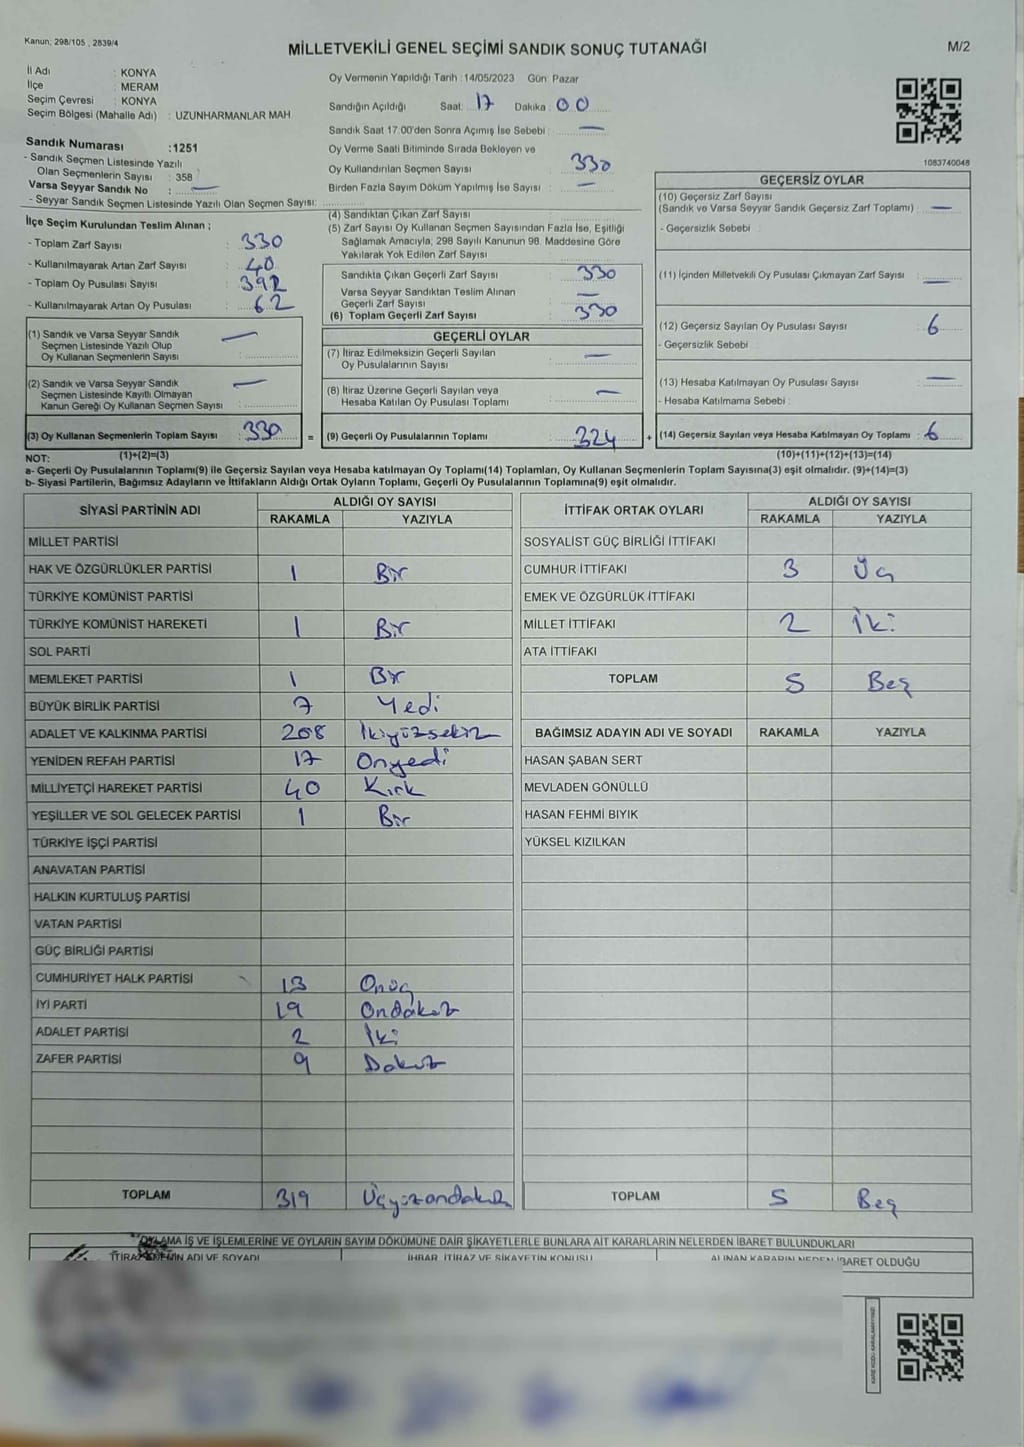 Kanun; 298/105 , 2839/4
MİLLETVEKİLİ GENEL SEÇİMİ SANDIK SONUÇ TUTANAĞI
M/2
İl Adı : KONYA
İlçe : MERAM
Seçim Çevresi : KONYA
Seçim Bölgesi (Mahalle Adı) : UZUNHARMANLAR MAH.
Sandık Numarası :1251
- Sandık Seçmen Listesinde Yazılı
Olan Seçmenlerin Sayısı : 358
Varsa Seyyar Sandık No : —
- Seyyar Sandık Seçmen Listesinde Yazılı Olan Seçmen Sayısı:
İlçe Seçim Kurulundan Teslim Alınan ;
- Toplam Zarf Sayısı : 330
- Kullanılmayarak Artan Zarf Sayısı : 40
- Toplam Oy Pusulası Sayısı : 392
- Kullanılmayarak Artan Oy Pusulası : 62
(1) Sandık ve Varsa Seyyar Sandık —
Seçmen Listesinde Yazılı Olup
Oy Kullanan Seçmenlerin Sayısı :
(2) Sandık ve Varsa Seyyar Sandık —
Seçmen Listesinde Kayıtlı Olmayan
Kanun Gereği Oy Kullanan Seçmen Sayısı :
(3) Oy Kullanan Seçmenlerin Toplam Sayısı : 330
Oy Vermenin Yapıldığı Tarih :14/05/2023 Gün: Pazar
Sandığın Açıldığı Saat: 17 Dakika : 00
Sandık Saat 17.00'den Sonra Açımış İse Sebebi : —
Oy Verme Saati Bitiminde Sırada Bekleyen ve
Oy Kullandırılan Seçmen Sayısı : 330
Birden Fazla Sayım Döküm Yapılmış İse Sayısı : —
(4) Sandıktan Çıkan Zarf Sayısı
(5) Zarf Sayısı Oy Kullanan Seçmen Sayısından Fazla İse, Eşitliği
Sağlamak Amacıyla; 298 Sayılı Kanunun 98. Maddesine Göre
Yakılarak Yok Edilen Zarf Sayısı :
Sandıkta Çıkan Geçerli Zarf Sayısı : 330
Varsa Seyyar Sandıktan Teslim Alınan
Geçerli Zarf Sayısı : —
(6) Toplam Geçerli Zarf Sayısı : 330
GEÇERLİ OYLAR
(7) İtiraz Edilmeksizin Geçerli Sayılan —
Oy Pusulalarının Sayısı :
(8) İtiraz Üzerine Geçerli Sayılan veya —
Hesaba Katılan Oy Pusulası Toplamı :
= (9) Geçerli Oy Pusulalarının Toplamı : 324
1083740048
GEÇERSİZ OYLAR
(10) Geçersiz Zarf Sayısı
(Sandık ve Varsa Seyyar Sandık Geçersiz Zarf Toplamı) : —
- Geçersizlik Sebebi :
(11) İçinden Milletvekili Oy Pusulası Çıkmayan Zarf Sayısı : —
(12) Geçersiz Sayılan Oy Pusulası Sayısı : 6
- Geçersizlik Sebebi :
(13) Hesaba Katılmayan Oy Pusulası Sayısı : —
- Hesaba Katılmama Sebebi :
+ (14) Geçersiz Sayılan veya Hesaba Katılmayan Oy Toplamı : 6
NOT: (1)+(2)=(3) (10)+(11)+(12)+(13)=(14)
a- Geçerli Oy Pusulalarının Toplamı(9) ile Geçersiz Sayılan veya Hesaba katılmayan Oy Toplamı(14) Toplamları, Oy Kullanan Seçmenlerin Toplam Sayısına(3) eşit olmalıdır. (9)+(14)=(3)
b- Siyasi Partilerin, Bağımsız Adayların ve İttifakların Aldığı Ortak Oyların Toplamı, Geçerli Oy Pusulalarının Toplamına(9) eşit olmalıdır.
SİYASİ PARTİNİN ADI ALDIĞI OY SAYISI
RAKAMLA YAZIYLA
MİLLET PARTİSİ
HAK VE ÖZGÜRLÜKLER PARTİSİ 1 Bir
TÜRKİYE KOMÜNİST PARTİSİ
TÜRKİYE KOMÜNİST HAREKETİ 1 Bir
SOL PARTİ
MEMLEKET PARTİSİ 1 Bir
BÜYÜK BİRLİK PARTİSİ 7 Yedi
ADALET VE KALKINMA PARTİSİ 208 İkiyüzsekiz
YENİDEN REFAH PARTİSİ 17 Onyedi
MİLLİYETÇİ HAREKET PARTİSİ 40 Kırk
YEŞİLLER VE SOL GELECEK PARTİSİ 1 Bir
TÜRKİYE İŞÇİ PARTİSİ
ANAVATAN PARTİSİ
HALKIN KURTULUŞ PARTİSİ
VATAN PARTİSİ
GÜÇ BİRLİĞİ PARTİSİ
CUMHURİYET HALK PARTİSİ 13 Onüç
İYİ PARTİ 19 Ondokuz
ADALET PARTİSİ 2 İki
ZAFER PARTİSİ 9 Dokuz
TOPLAM 319 Üçyüzondokuz
İTTİFAK ORTAK OYLARI ALDIĞI OY SAYISI
RAKAMLA YAZIYLA
SOSYALİST GÜÇ BİRLİĞİ İTTİFAKI
CUMHUR İTTİFAKI 3 Üç
EMEK VE ÖZGÜRLÜK İTTİFAKI
MİLLET İTTİFAKI 2 İki
ATA İTTİFAKI
TOPLAM 5 Beş
BAĞIMSIZ ADAYIN ADI VE SOYADI RAKAMLA YAZIYLA
HASAN ŞABAN SERT
MEVLADEN GÖNÜLLÜ
HASAN FEHMİ BIYIK
YÜKSEL KIZILKAN
TOPLAM 5 Beş
OYLAMA İŞ VE İŞLEMLERİNE VE OYLARIN SAYIM DÖKÜMÜNE DAİR ŞİKAYETLERLE BUNLARA AİT KARARLARIN NELERDEN İBARET BULUNDUKLARI
İTİRAZ EDENİN ADI VE SOYADI İHBAR, İTİRAZ VE ŞİKAYETİN KONUSU ALINAN KARARIN NEDEN İBARET OLDUĞU